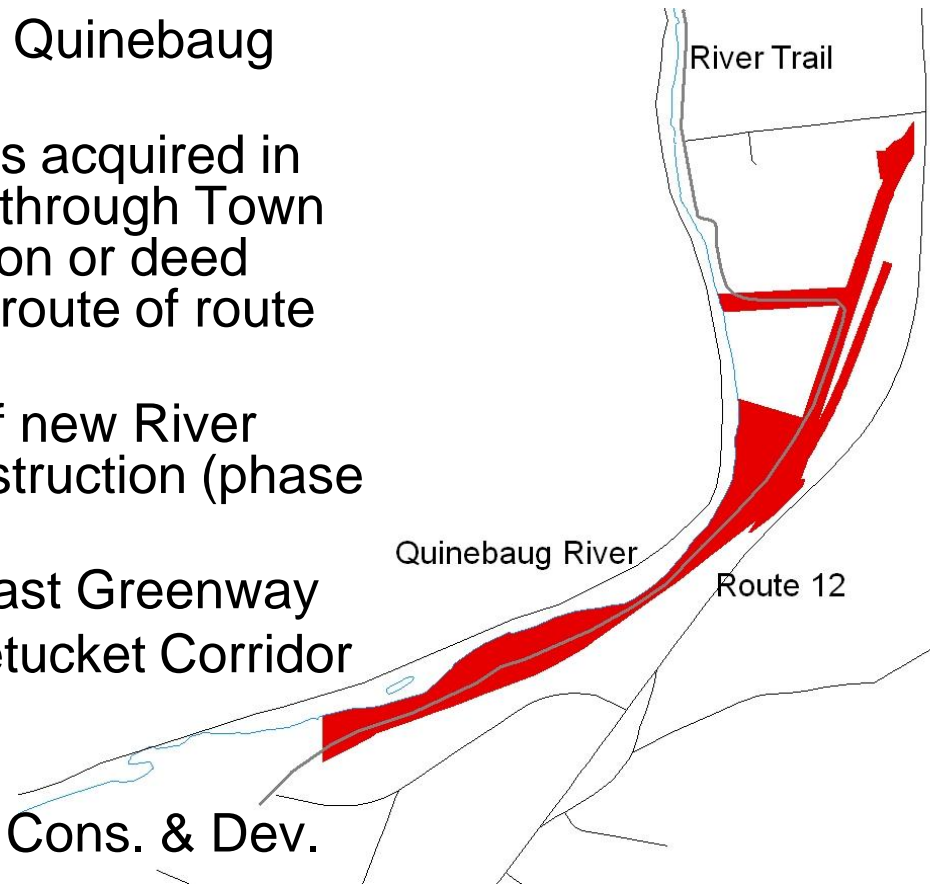 Quinebaug
s acquired in
through Town
on or deed
route of route
f new River
struction (phase
ast Greenway
etucket Corridor
Cons. & Dev.
River Trail
Quinebaug River
Route 12